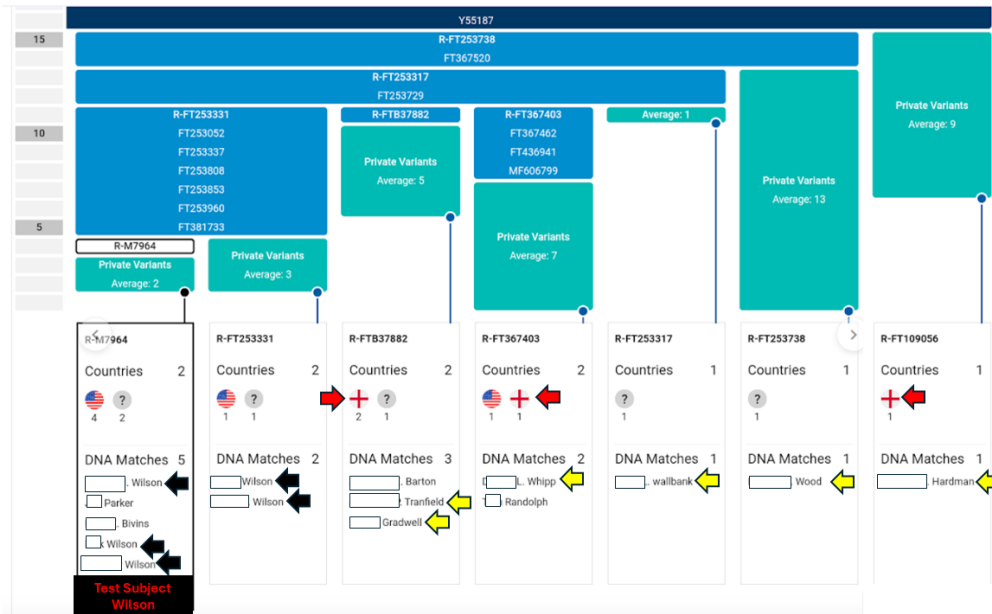 Y55187
15
R-FT253738
FT367520
R-FT253317
FT253729
R-FT253331
R-FTB37882
R-FT367403
Average: 1
Private Variants
Average: 9
10
FT253052
FT253337
FT253808
FT253853
FT253960
FT381733
Private Variants
Average: 5
FT367462
FT436941
MF606799
Private Variants
Average: 13
5
R-M7964
Private Variants
Average: 2
Private Variants
Average: 3
Private Variants
Average: 7
R-M7964
Countries 2
?
4 2
DNA Matches 5
. Wilson
Parker
. Bivins
k Wilson
Wilson
Test Subject
Wilson
R-FT253331
Countries 2
?
1 1
DNA Matches 2
Wilson
Wilson
R-FTB37882
Countries 2
?
2 1
DNA Matches 3
. Barton
Tranfield
Gradwell
R-FT367403
Countries 2
1 1
DNA Matches 2
L. Whipp
Randolph
R-FT253317
Countries 1
?
1
DNA Matches 1
. wallbank
R-FT253738
Countries 1
?
1
DNA Matches 1
Wood
R-FT109056
Countries 1
1
DNA Matches 1
. Hardman